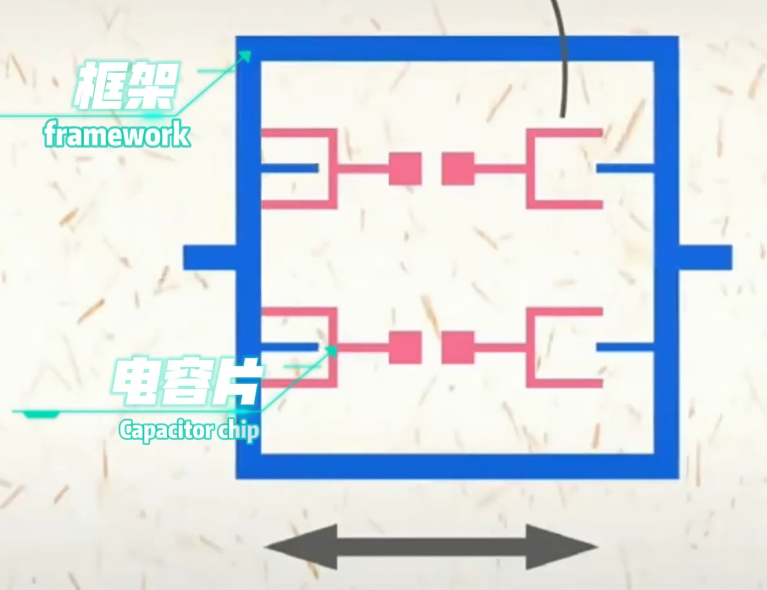 框架
framework
电容片
Capacitor chip